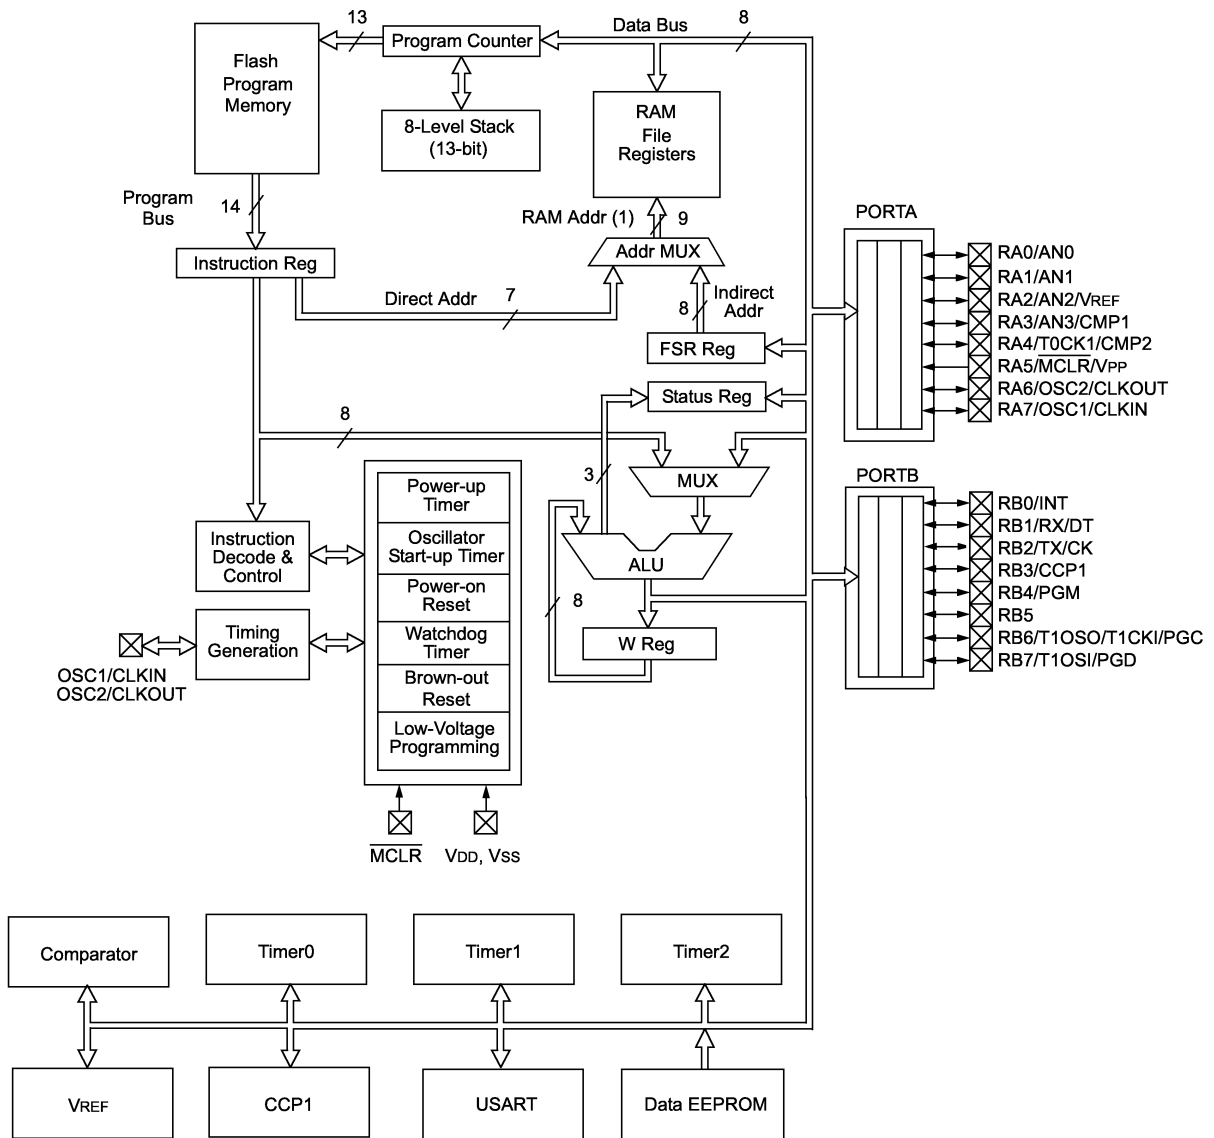 13
Data Bus
8
Program Counter
Flash
Program
Memory
8-Level Stack
(13-bit)
RAM
File
Registers
Program
Bus
14
RAM Addr (1)
9
Addr MUX
Instruction Reg
Direct Addr
7
Indirect
Addr
8
FSR Reg
Status Reg
8
3
MUX
ALU
8
W Reg
Instruction
Decode &
Control
Timing
Generation
OSC1/CLKIN
OSC2/CLKOUT
Power-up
Timer
Oscillator
Start-up Timer
Power-on
Reset
Watchdog
Timer
Brown-out
Reset
Low-Voltage
Programming
MCLR
VDD, VSS
PORTA
RA0/AN0
RA1/AN1
RA2/AN2/VREF
RA3/AN3/CMP1
RA4/T0CK1/CMP2
RA5/MCLR/VPP
RA6/OSC2/CLKOUT
RA7/OSC1/CLKIN
PORTB
RB0/INT
RB1/RX/DT
RB2/TX/CK
RB3/CCP1
RB4/PGM
RB5
RB6/T1OSO/T1CKI/PGC
RB7/T1OSI/PGD
Comparator
Timer0
Timer1
Timer2
VREF
CCP1
USART
Data EEPROM